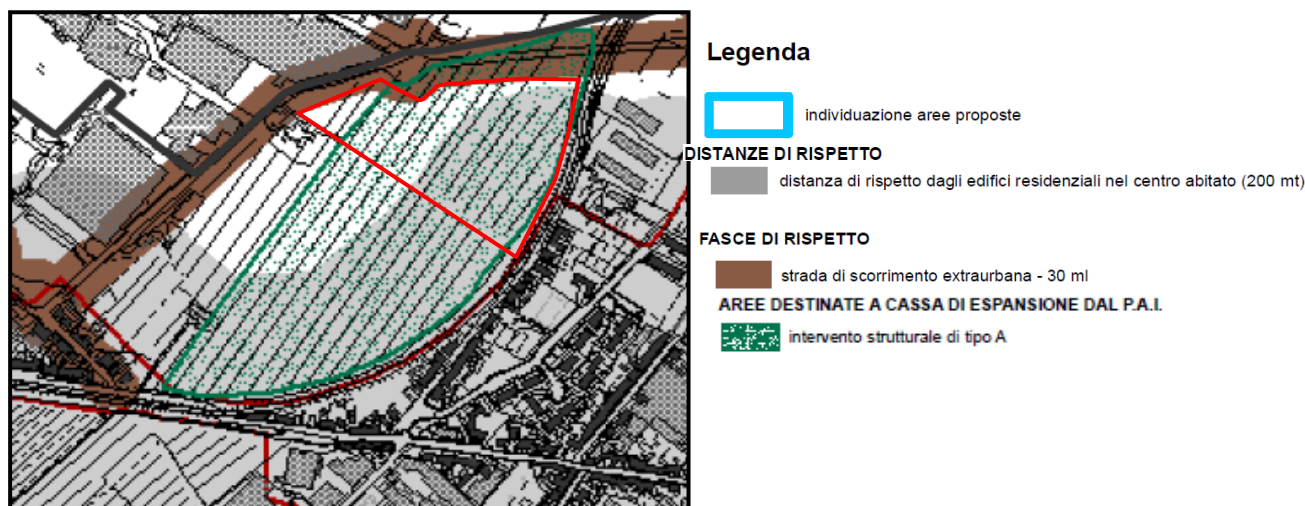 Legenda
individuazione aree proposte
DISTANZE DI RISPETTO
distanza di rispetto dagli edifici residenziali nel centro abitato (200 mt)
FASCE DI RISPETTO
strada di scorrimento extraurbana - 30 ml
AREE DESTINATE A CASSA DI ESPANSIONE DAL P.A.I.
intervento strutturale di tipo A